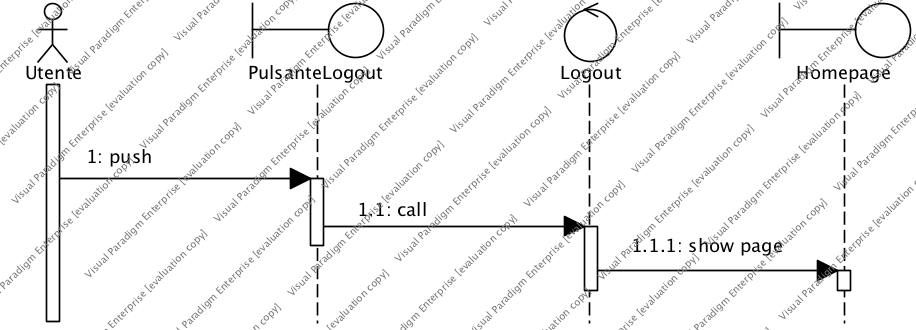 Utente
PulsanteLogout
Logout
Homepage
1: push
1.1: call
1.1.1: show page
Visual Paradigm Enterprise [evaluation copy]